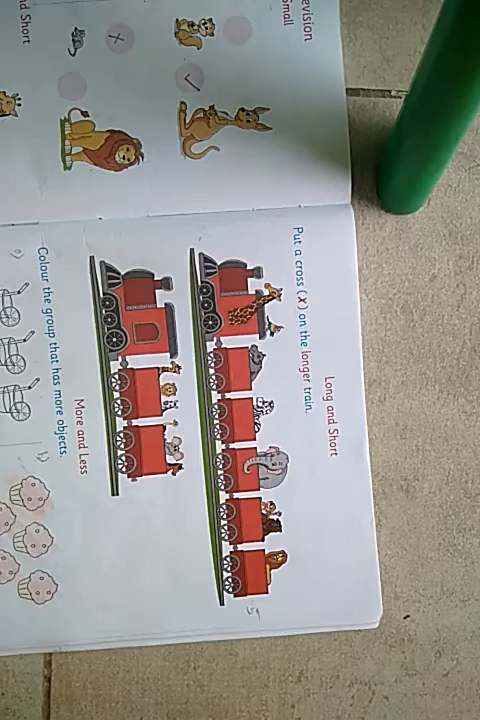 evision
Small
nd Short
Long and Short
Put a cross (✗) on the longer train.
More and Less
Colour the group that has more objects.
b)